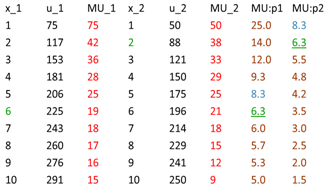 x_1 u_1 MU_1 x_2 u_2 MU_2 MU:p1 MU:p2
1 75 75 1 50 50 25.0 8.3
2 117 42 2 88 38 14.0 6.3
3 153 36 3 121 33 12.0 5.5
4 181 28 4 150 29 9.3 4.8
5 206 25 5 175 25 8.3 4.2
6 225 19 6 196 21 6.3 3.5
7 243 18 7 214 18 6.0 3.0
8 260 17 8 229 15 5.7 2.5
9 276 16 9 241 12 5.3 2.0
10 291 15 10 250 9 5.0 1.5